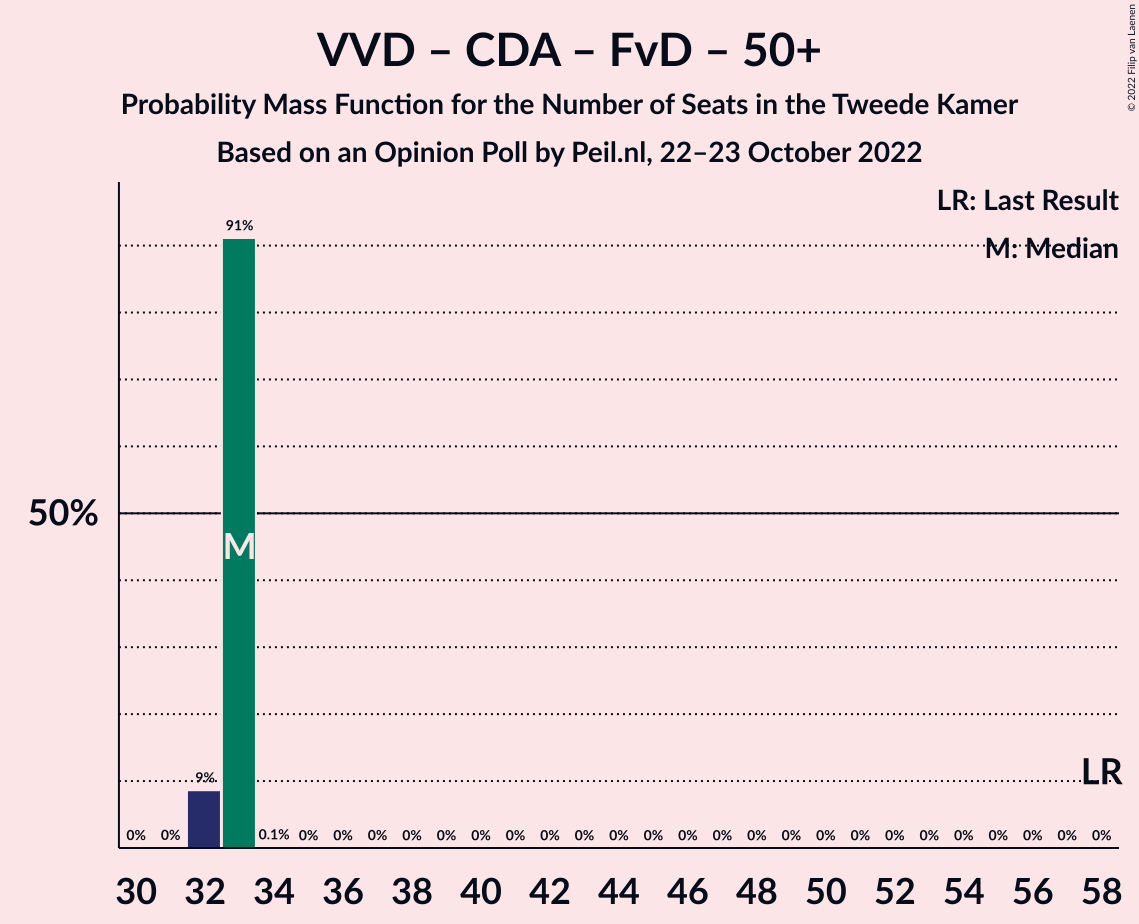 VVD – CDA – FvD – 50+
Probability Mass Function for the Number of Seats in the Tweede Kamer
Based on an Opinion Poll by Peil.nl, 22–23 October 2022
© 2022 Filip van Laenen
LR: Last Result
M: Median
91%
50%
M
9%
LR
0% 0% 0.1% 0% 0% 0% 0% 0% 0% 0% 0% 0% 0% 0% 0% 0% 0% 0% 0% 0% 0% 0% 0% 0% 0% 0% 0%
30 32 34 36 38 40 42 44 46 48 50 52 54 56 58